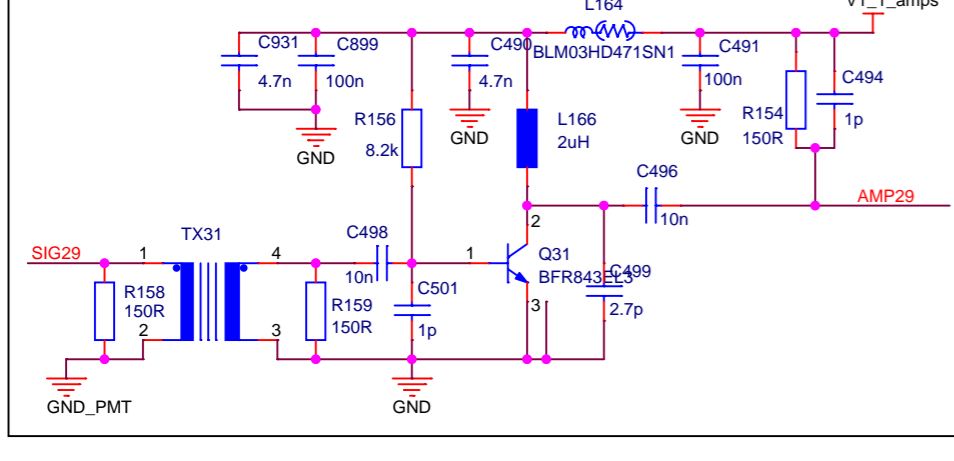 L164
V1_1_amps
C931
C899
C490
BLM03HD471SN1
C491
4.7n
100n
4.7n
100n
C494
R156
L166
R154
1p
8.2k
2uH
150R
GND
GND
GND
C496
10n
AMP29
2
TX31
C498
SIG29
1
4
1
Q31
10n
BFR843EL3
C499
C501
R158
R159
150R
150R
3
2.7p
2
3
1p
GND_PMT
GND